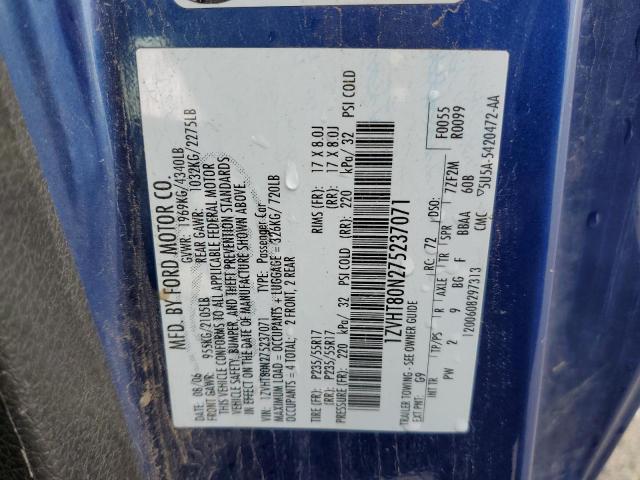 MFD. BY FORD MOTOR CO.
DATE: 08/06 GVWR: 1969KG/4340LB
FRONT GAWR: 955KG/2105LB REAR GAWR: 1032KG/2275LB
THIS VEHICLE CONFORMS TO ALL APPLICABLE FEDERAL MOTOR
VEHICLE SAFETY, BUMPER, AND THEFT PREVENTION STANDARDS
IN EFFECT ON THE DATE OF MANUFACTURE SHOWN ABOVE.
VIN: 1ZVHT80N275237071 TYPE: Passenger Car
MAXIMUM LOAD = OCCUPANTS + LUGGAGE = 326KG/720LB
OCCUPANTS = 4 TOTAL: 2 FRONT, 2 REAR
TIRE (FR): P235/55R17 RIMS (FR): 17 X 8.0J
(RR): P235/55R17 (RR): 17 X 8.0J
PRESSURE (FR): 220 kPa/ 32 PSI COLD (RR): 220 kPa/ 32 PSI COLD
1ZVHT80N275237071
TRAILER TOWING - SEE OWNER GUIDE
EXT PNT: G9 RC: 72 DSO: F0055
R0099
INT TR TP/PS R AXLE TR SPR 7ZF2M
PW 2 9 BG F BBAA 60B
CMC
1200608297313 ▽5U5A-5420472-AA